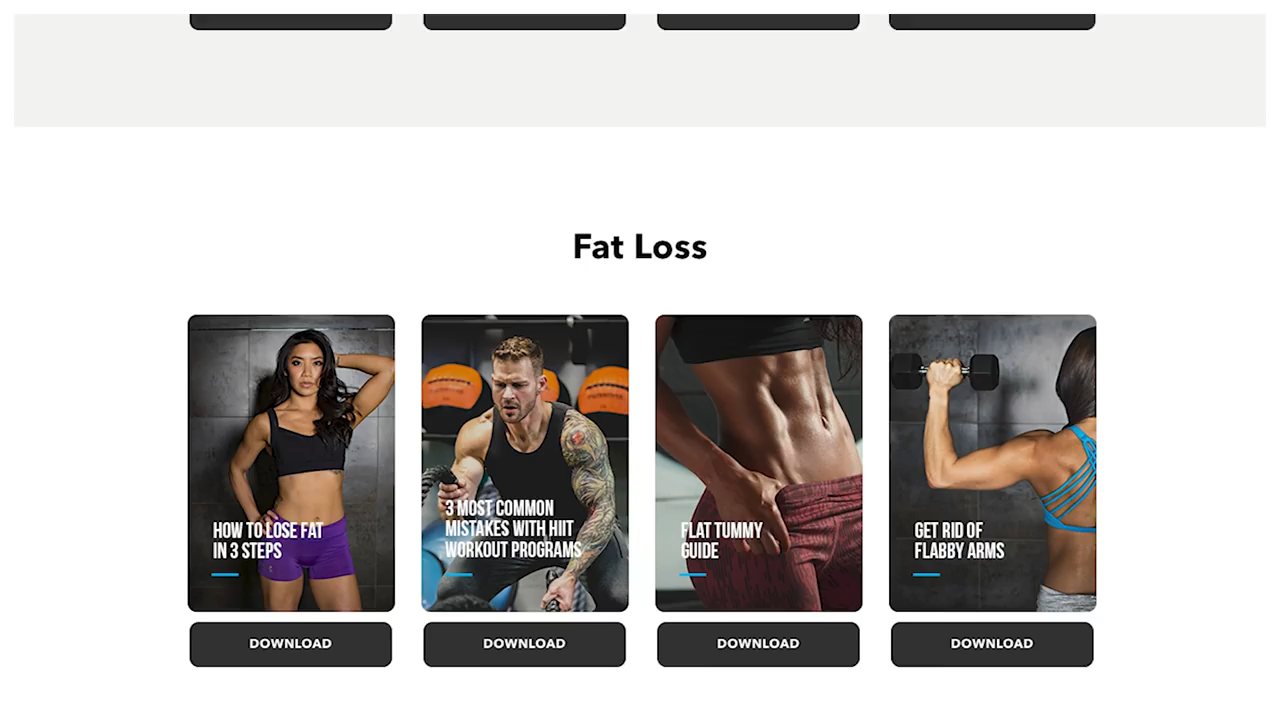 Fat Loss
HOW TO LOSE FAT
IN 3 STEPS
3 MOST COMMON
MISTAKES WITH HIIT
WORKOUT PROGRAMS
FLAT TUMMY
GUIDE
GET RID OF
FLABBY ARMS
DOWNLOAD
DOWNLOAD
DOWNLOAD
DOWNLOAD